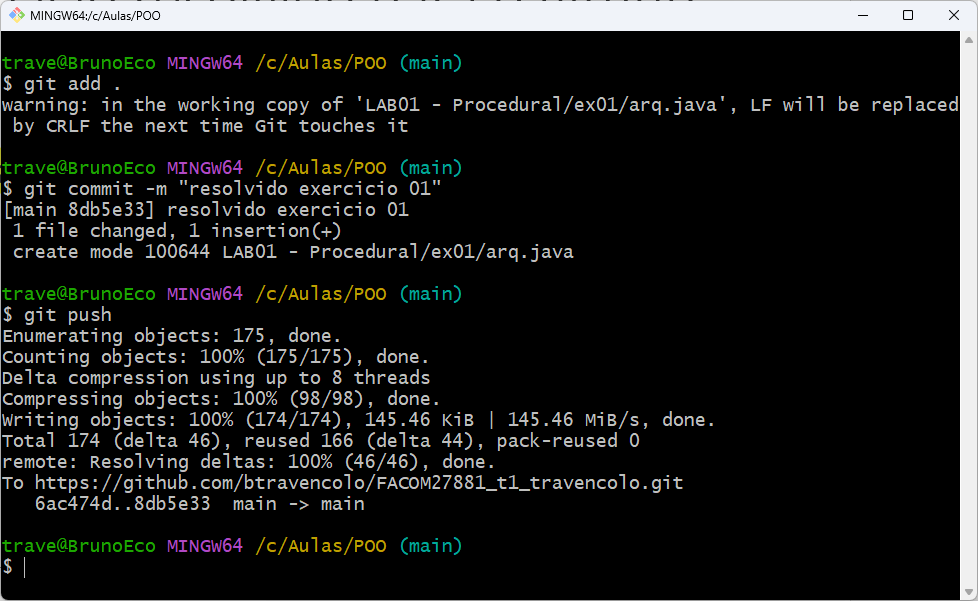 MINGW64:/c/Aulas/POO
trave@BrunoEco MINGW64 /c/Aulas/POO (main)
$ git add .
warning: in the working copy of 'LAB01 - Procedural/ex01/arq.java', LF will be replaced
 by CRLF the next time Git touches it
trave@BrunoEco MINGW64 /c/Aulas/POO (main)
$ git commit -m "resolvido exercicio 01"
[main 8db5e33] resolvido exercicio 01
 1 file changed, 1 insertion(+)
 create mode 100644 LAB01 - Procedural/ex01/arq.java
trave@BrunoEco MINGW64 /c/Aulas/POO (main)
$ git push
Enumerating objects: 175, done.
Counting objects: 100% (175/175), done.
Delta compression using up to 8 threads
Compressing objects: 100% (98/98), done.
Writing objects: 100% (174/174), 145.46 KiB | 145.46 MiB/s, done.
Total 174 (delta 46), reused 166 (delta 44), pack-reused 0
remote: Resolving deltas: 100% (46/46), done.
To https://github.com/btravencolo/FACOM27881_t1_travencolo.git
   6ac474d..8db5e33  main -> main
trave@BrunoEco MINGW64 /c/Aulas/POO (main)
$